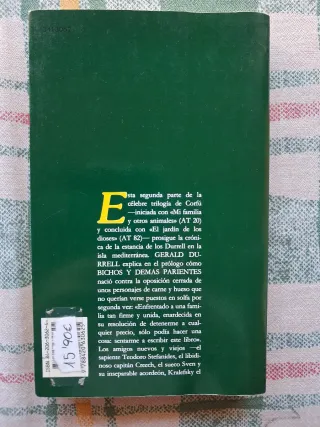 Esta segunda parte de la
célebre trilogía de Corfú
—iniciada con «Mi familia
y otros animales» (AT 20)
y concluida con «El jardín de los
dioses» (AT 82)— prosigue la cróni-
ca de la estancia de los Durrell en la
isla mediterránea. GERALD DU-
RRELL explica en el prólogo cómo
BICHOS Y DEMAS PARIENTES
nació contra la oposición cerrada de
unos personajes de carne y hueso que
no querían verse puestos en solfa por
segunda vez: «Enfrentado a una fami-
lia tan firme y unida, enardecida en
su resolución de detenerme a cual-
quier precio, sólo podía hacer una
cosa: sentarme a escribir este libro».
Los amigos nuevos y viejos —el
sapiente Teodoro Stefanides, el libidi-
noso capitán Creech, el sueco Sven y
su inseparable acordeón, Kralefsky el
15'90€